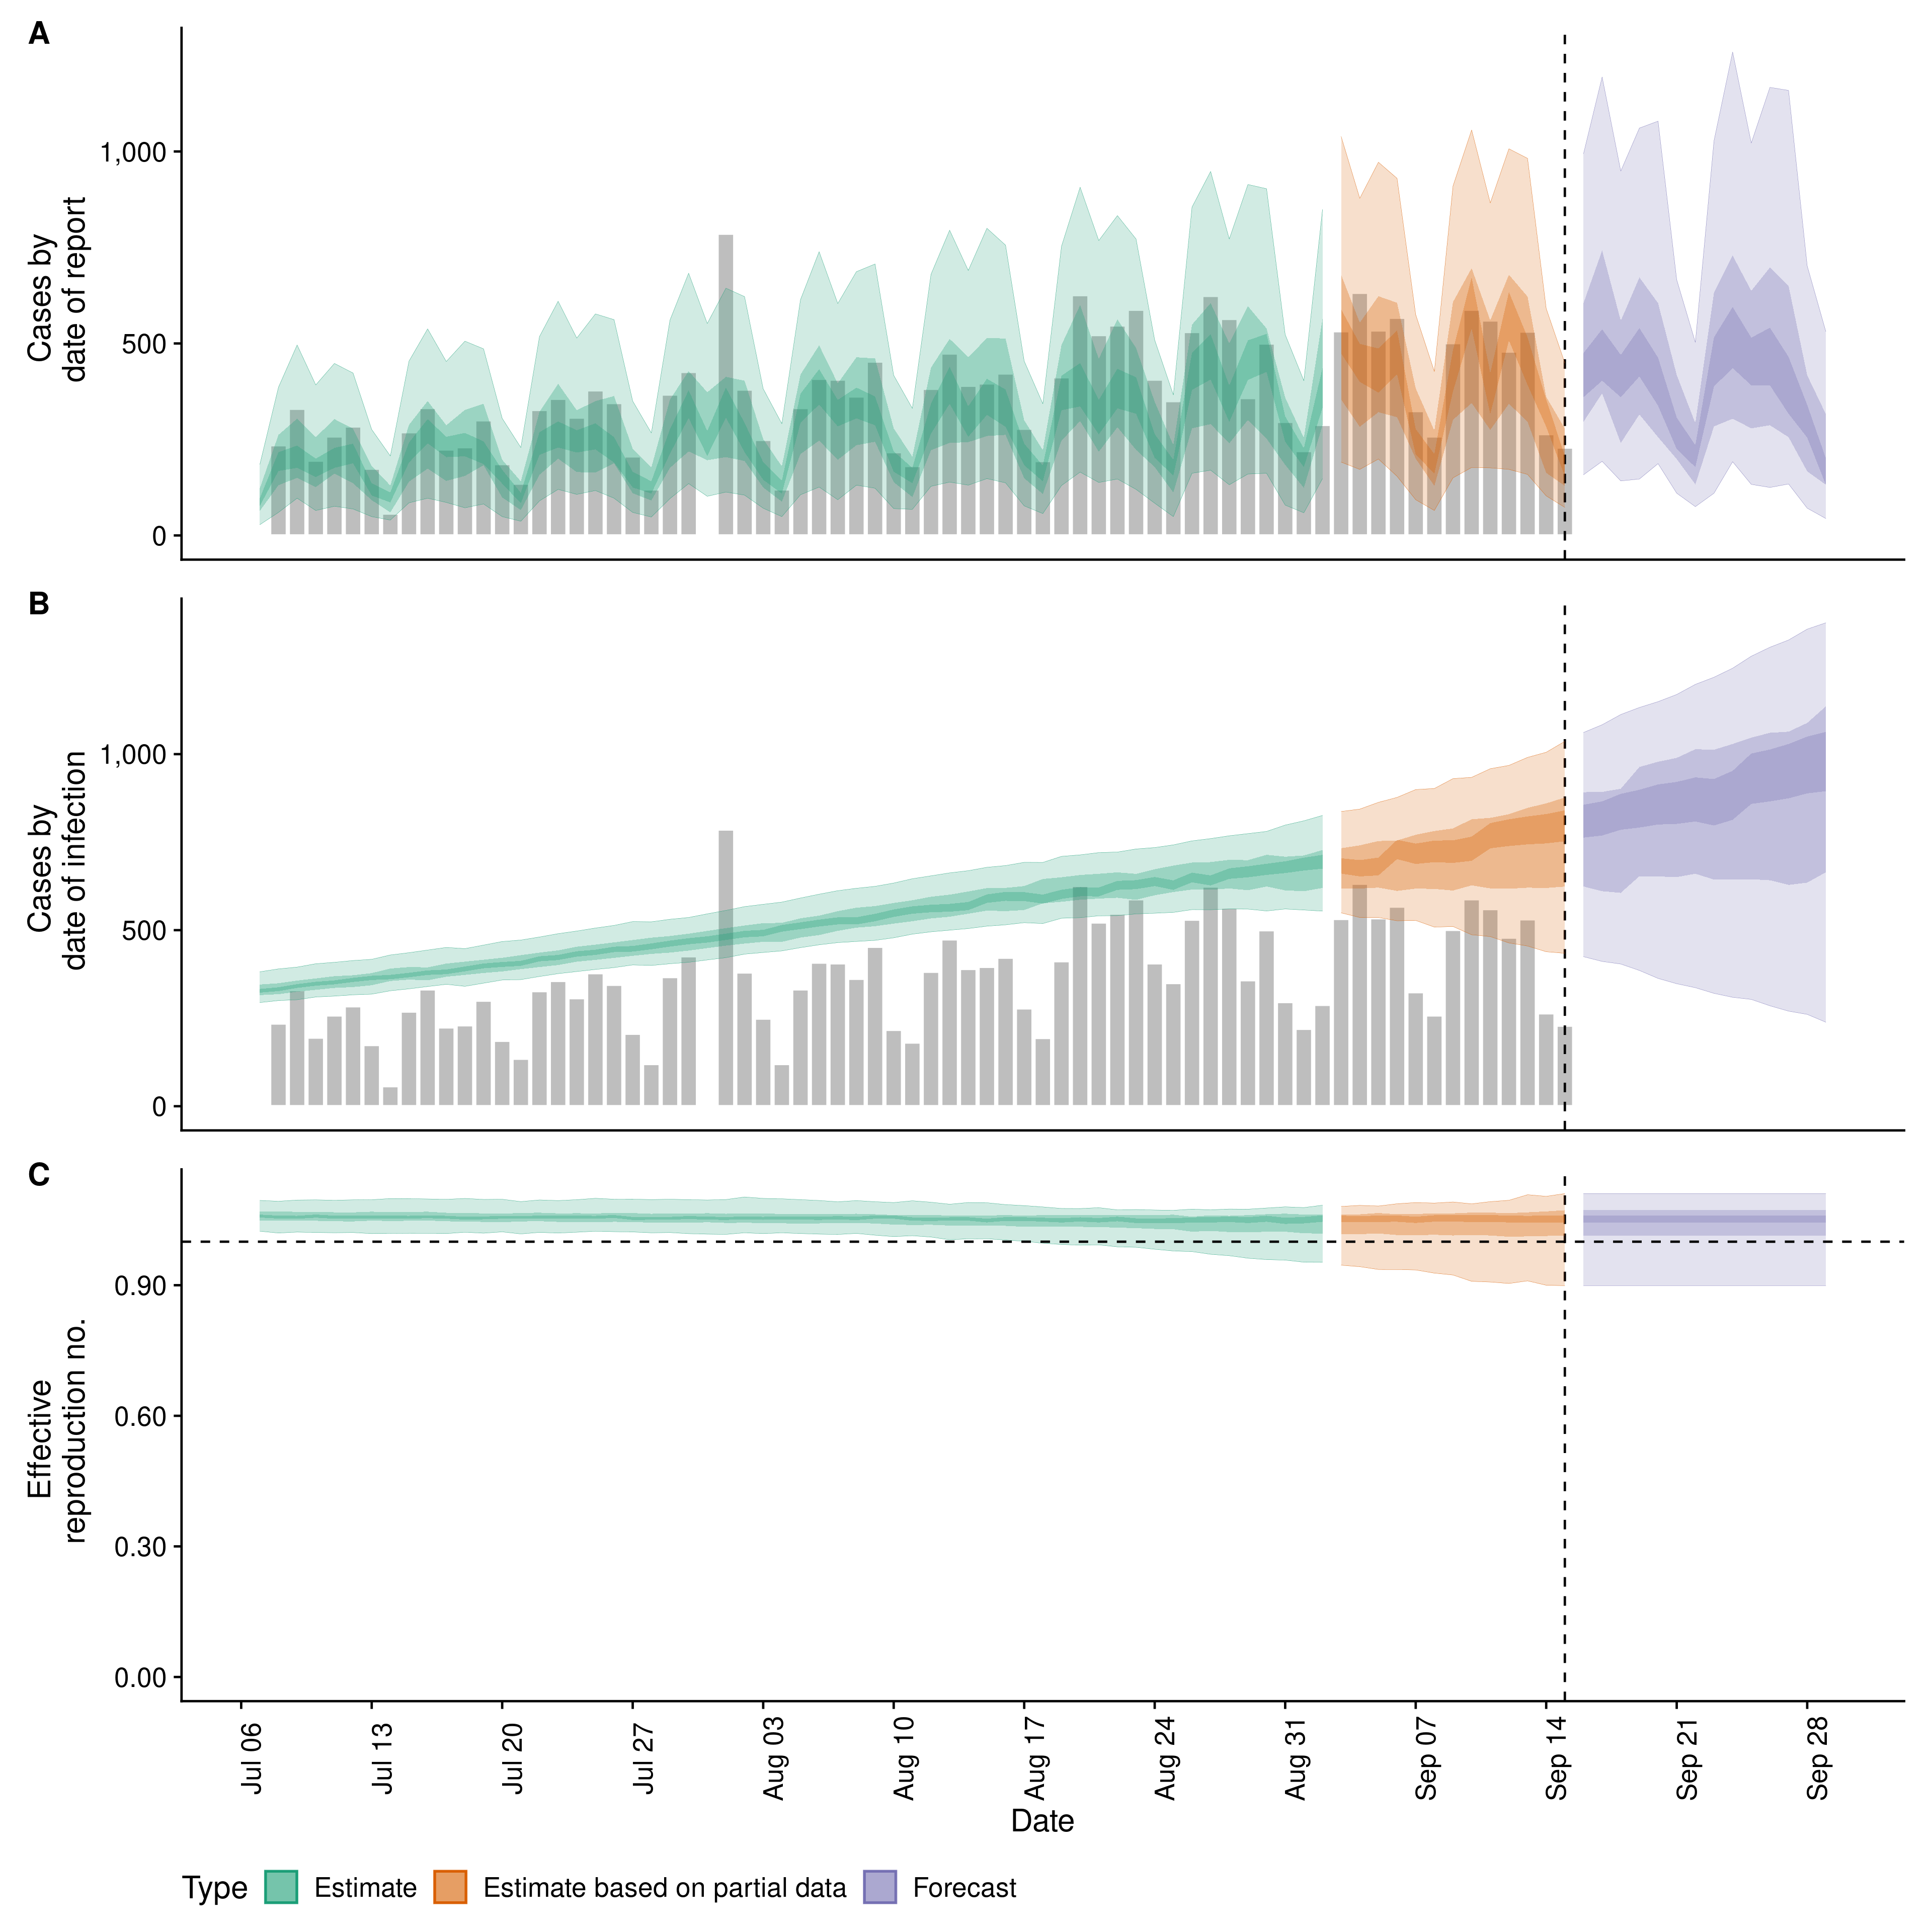 A
1,000
500
0
Cases by
date of report
B
1,000
500
0
Cases by
date of infection
C
0.90
0.60
0.30
0.00
Effective
reproduction no.
Jul 06
Jul 13
Jul 20
Jul 27
Aug 03
Aug 10
Aug 17
Aug 24
Aug 31
Sep 07
Sep 14
Sep 21
Sep 28
Date
Type Estimate Estimate based on partial data Forecast